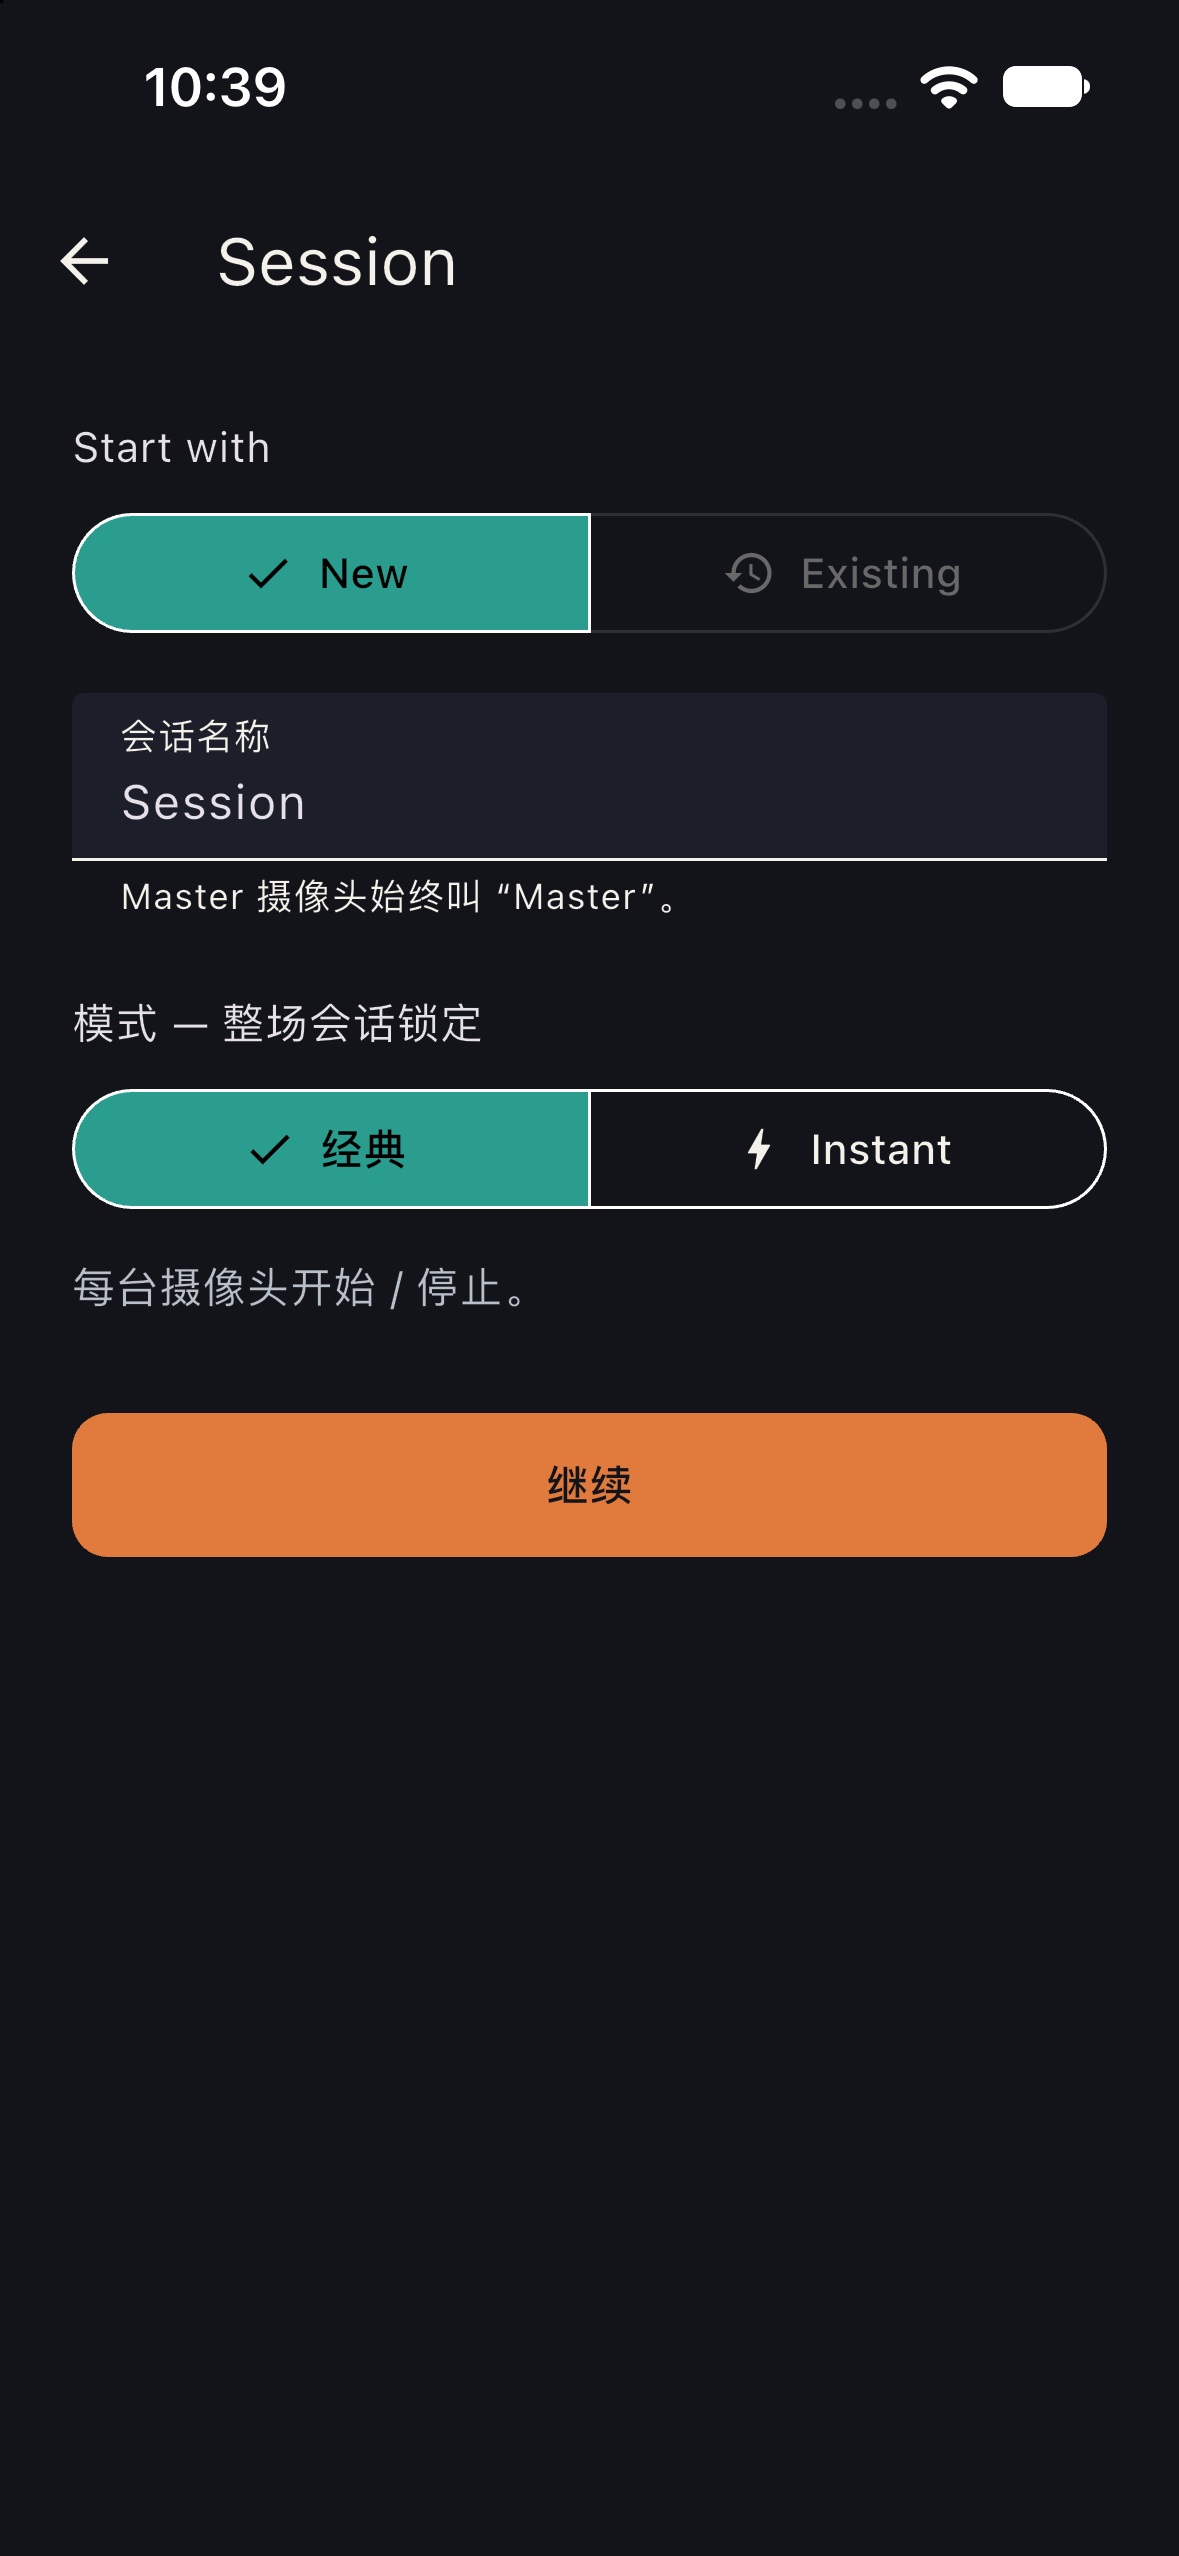 10:39
Session
Start with
New
Existing
会话名称
Session
Master 摄像头始终叫 “Master”。
模式 — 整场会话锁定
经典
Instant
每台摄像头开始 / 停止。
继续